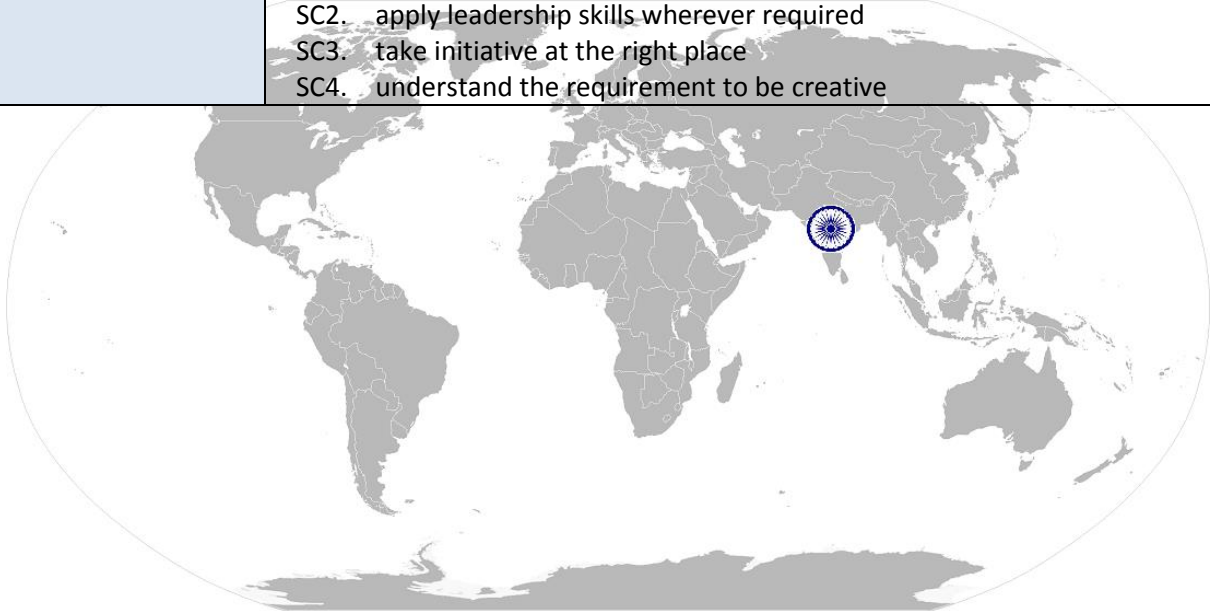 SC2. apply leadership skills wherever required
SC3. take initiative at the right place
SC4. understand the requirement to be creative